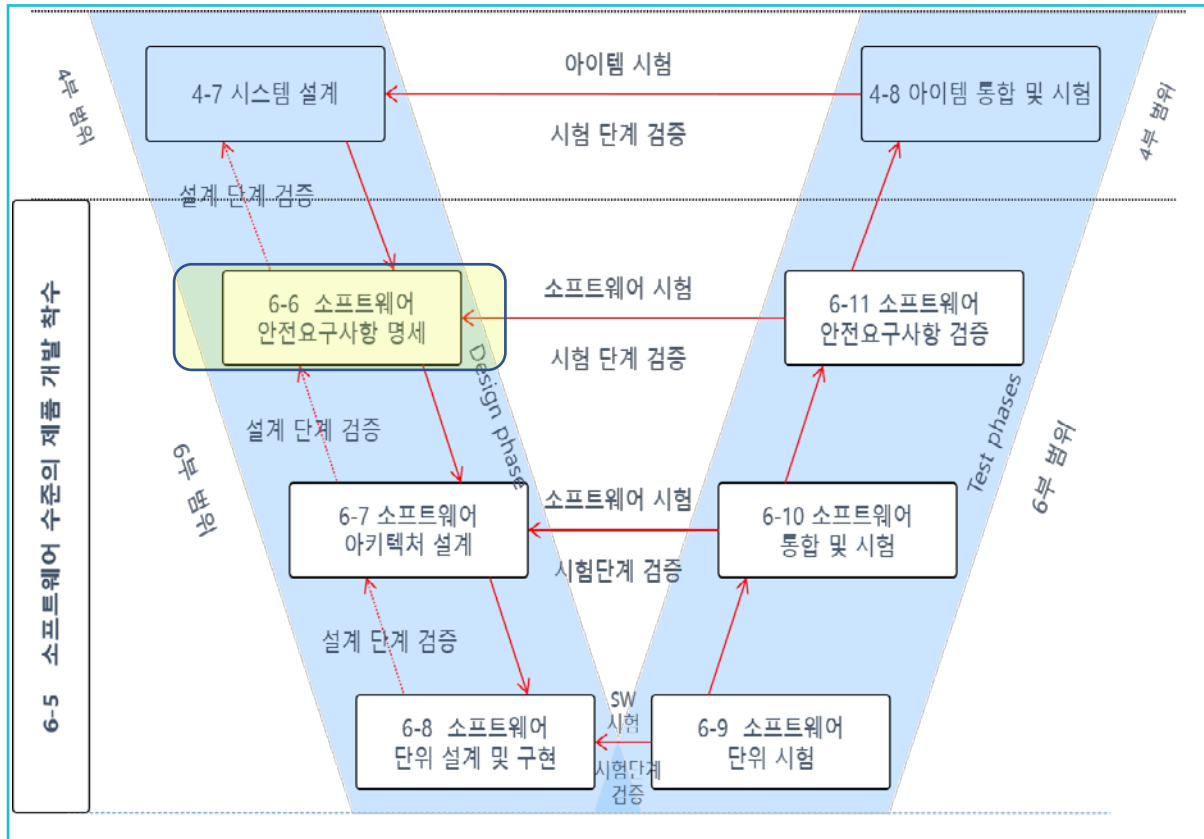 아이템 시험
4-7 시스템 설계
4-8 아이템 통합 및 시험
4부 범위
4부 범위
시험 단계 검증
설계 단계 검증
6-5 소프트웨어 수준의 제품 개발 착수
6-6 소프트웨어
안전요구사항 명세
소프트웨어 시험
시험 단계 검증
6-11 소프트웨어
안전요구사항 검증
Design phase
Test phases
설계 단계 검증
6부 범위
6부 범위
6-7 소프트웨어
아키텍처 설계
소프트웨어 시험
시험단계 검증
6-10 소프트웨어
통합 및 시험
설계 단계 검증
6-8 소프트웨어
단위 설계 및 구현
SW
시험
시험단계
검증
6-9 소프트웨어
단위 시험